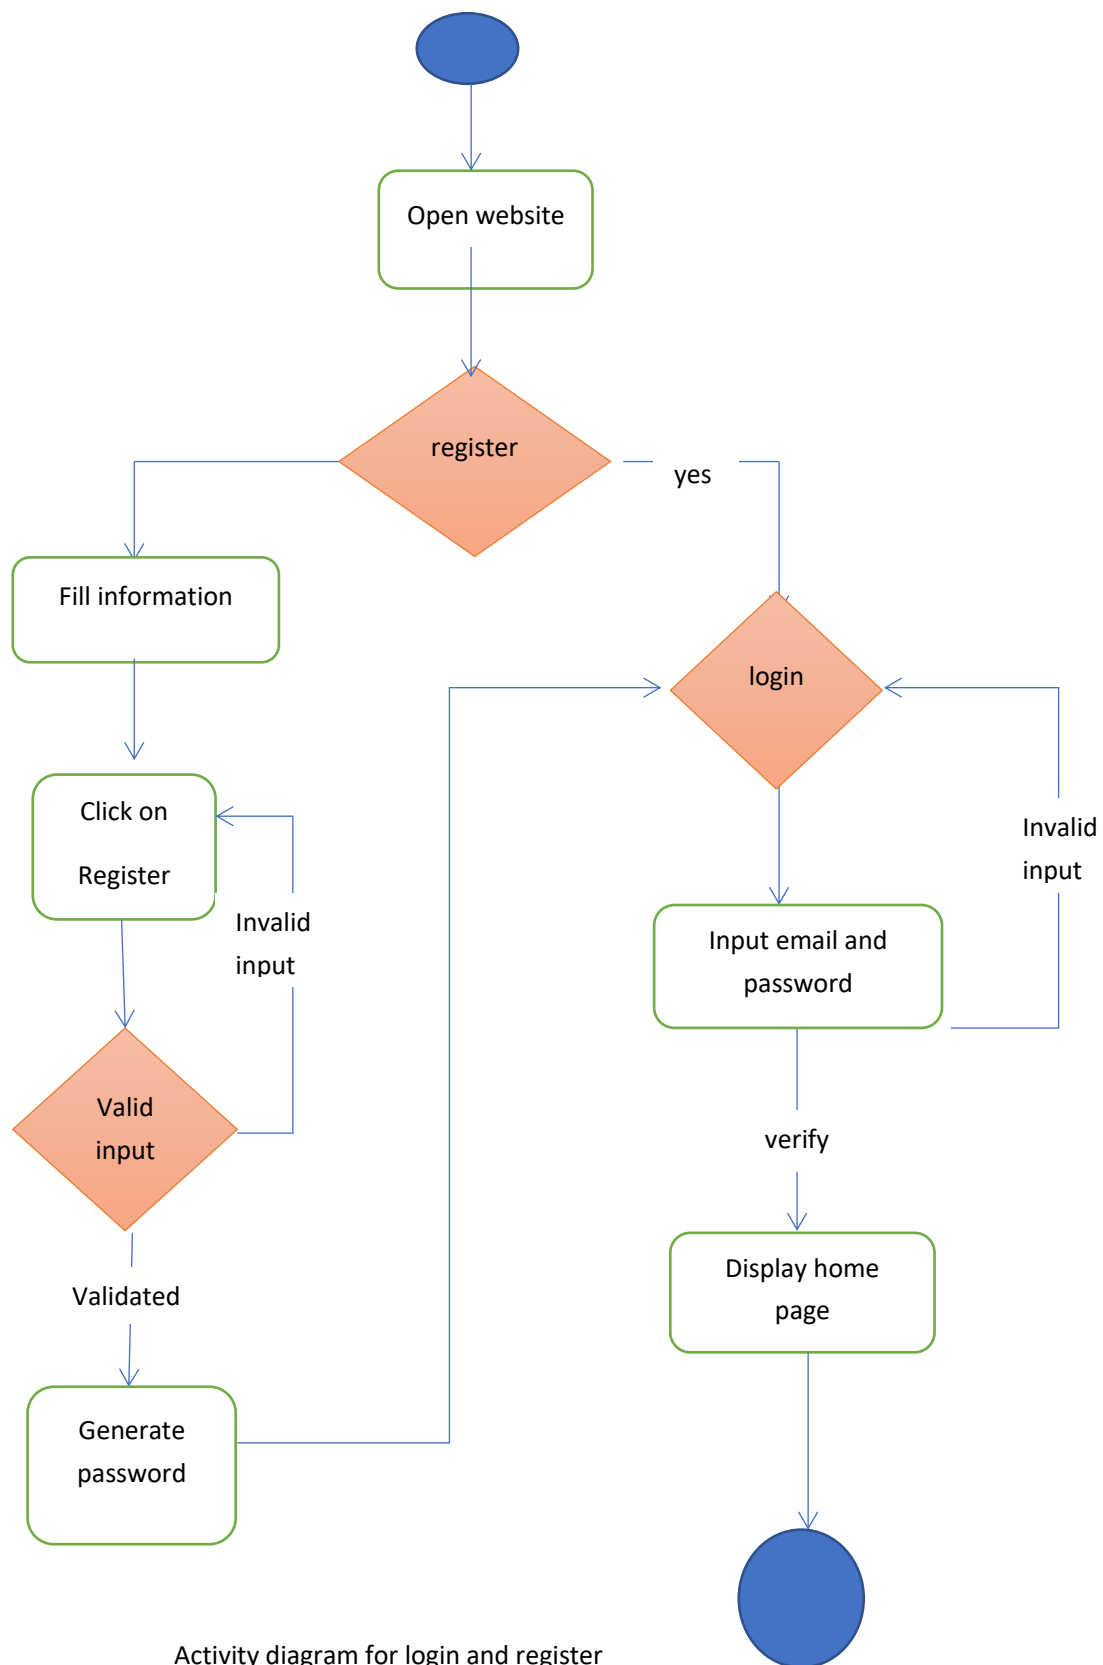 Open website
register
yes
Fill information
login
Click on
Register
Invalid
input
Invalid
input
Input email and
password
Valid
input
verify
Validated
Display home
page
Generate
password
Activity diagram for login and register